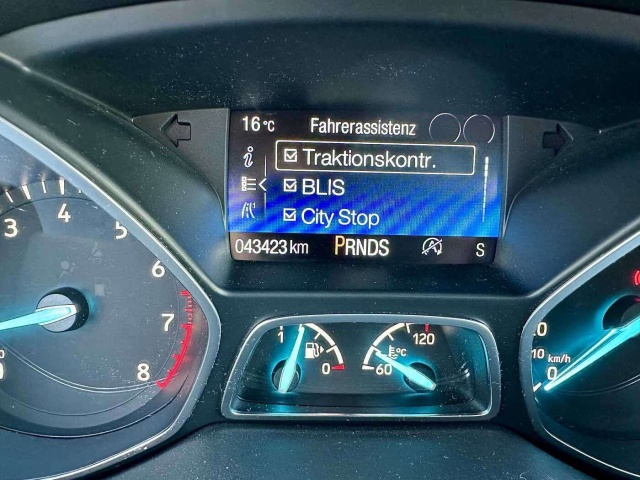 16 °C Fahrerassistenz
Traktionskontr.
BLIS
City Stop
043423 km PRNDS S
3 4 5 6 7 8
1 0
°C 60 120
10 km/h
0